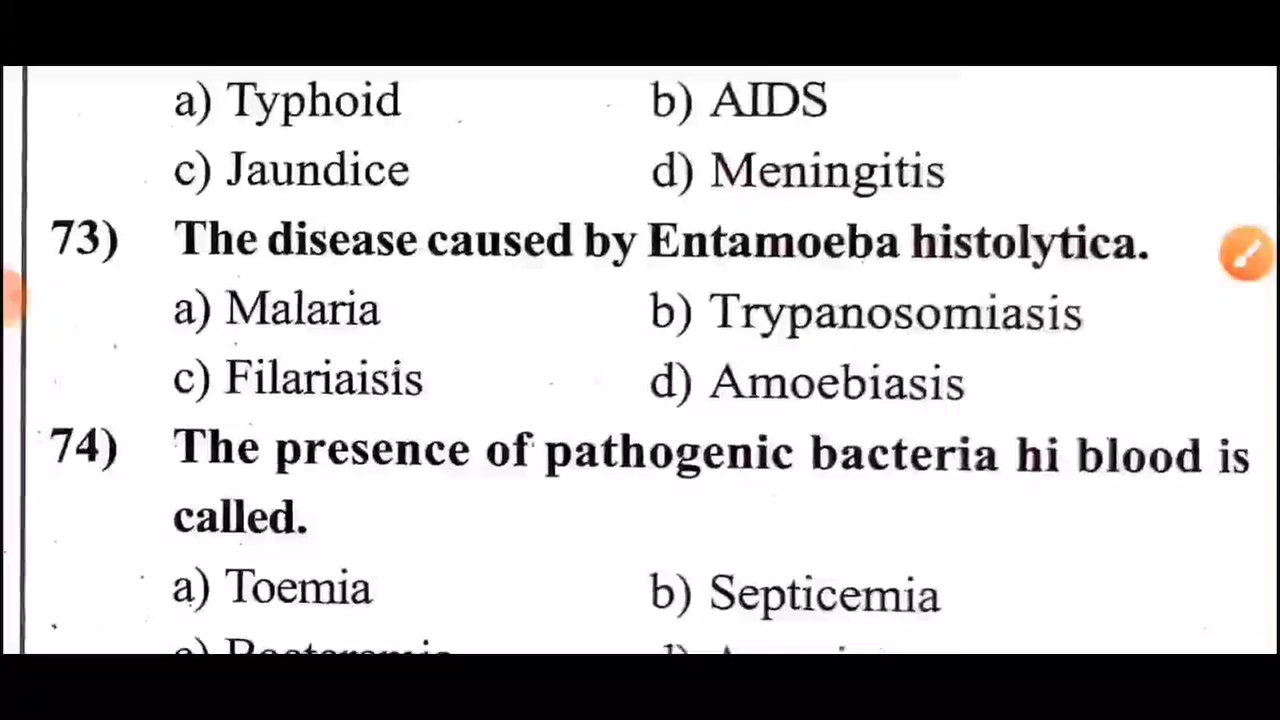 a) Typhoid b) AIDS
c) Jaundice d) Meningitis
73) The disease caused by Entamoeba histolytica.
a) Malaria b) Trypanosomiasis
c) Filariaisis d) Amoebiasis
74) The presence of pathogenic bacteria hi blood is
called.
a) Toemia b) Septicemia